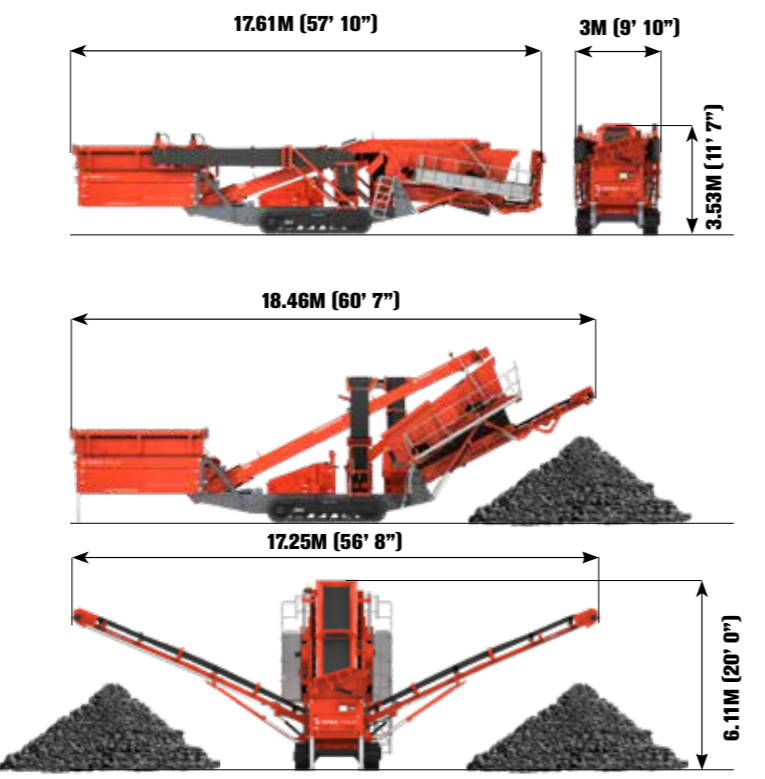 17.61M (57' 10”)
3M (9' 10”)
3.53M (11' 7”)
18.46M (60' 7”)
17.25M (56' 8”)
6.11M (20' 0”)